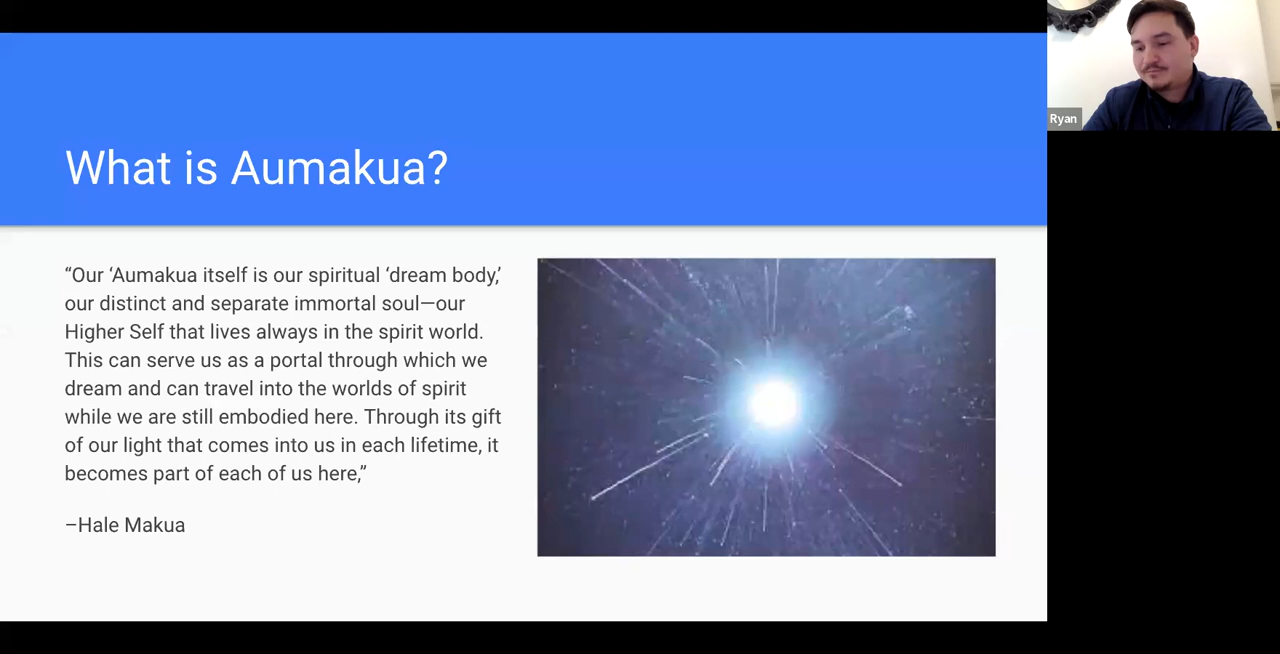 What is Aumakua?
“Our ‘Aumakua itself is our spiritual ‘dream body,’
our distinct and separate immortal soul—our
Higher Self that lives always in the spirit world.
This can serve us as a portal through which we
dream and can travel into the worlds of spirit
while we are still embodied here. Through its gift
of our light that comes into us in each lifetime, it
becomes part of each of us here,”
–Hale Makua
Ryan